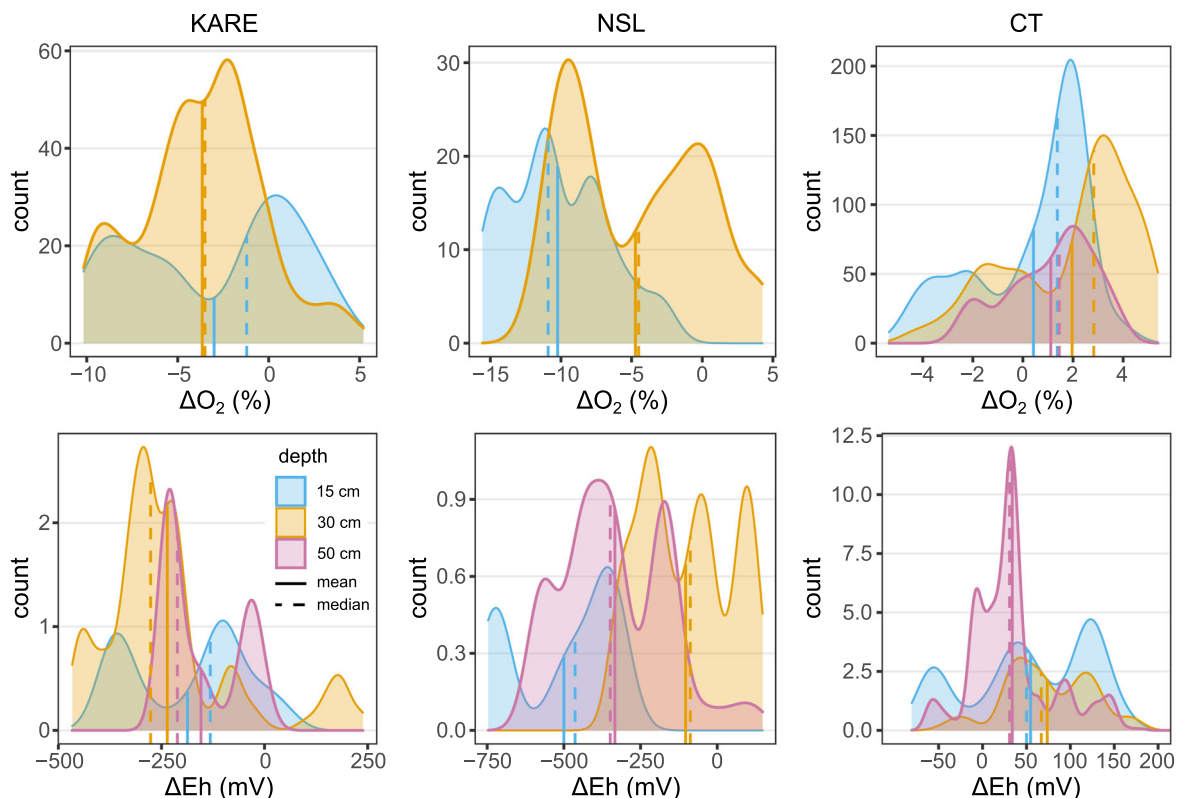 KARE NSL CT
60
40
20
0
count
−10 −5 0 5
ΔO₂ (%)
30
20
10
0
count
−15 −10 −5 0 5
ΔO₂ (%)
200
150
100
50
0
count
−4 −2 0 2 4
ΔO₂ (%)
2
1
0
count
depth
15 cm
30 cm
50 cm
mean
median
−500 −250 0 250
ΔEh (mV)
0.9
0.6
0.3
0.0
count
−750 −500 −250 0
ΔEh (mV)
12.5
10.0
7.5
5.0
2.5
0.0
count
−50 0 50 100 150 200
ΔEh (mV)